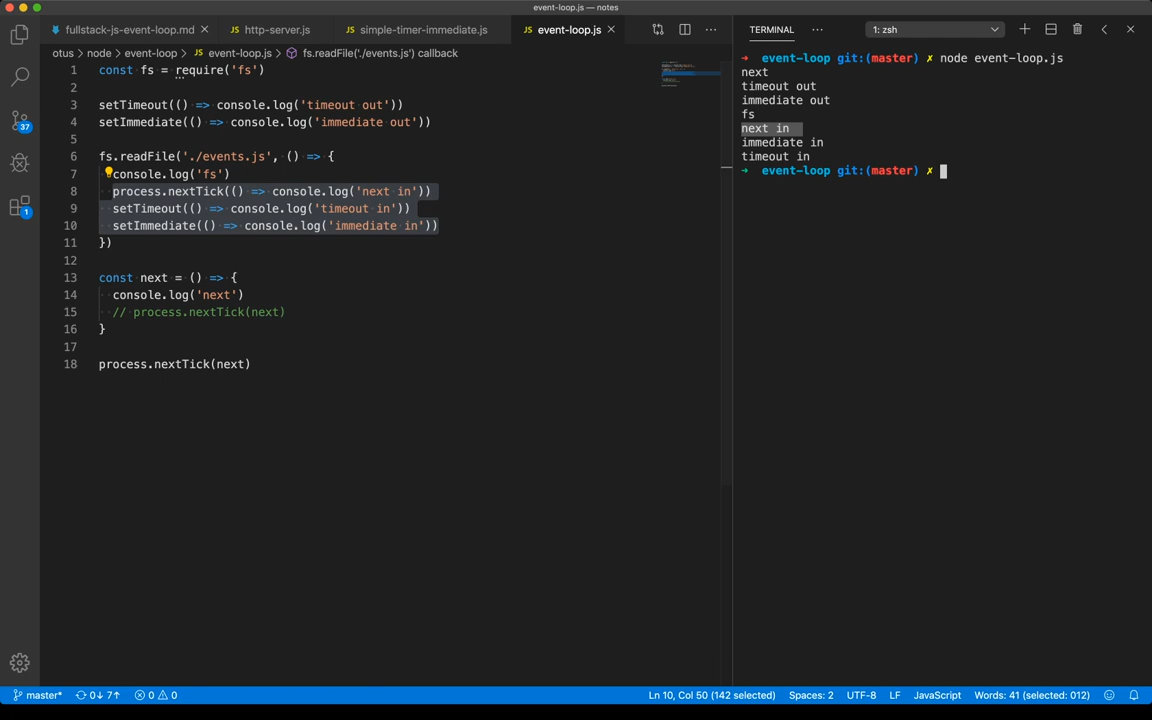 event-loop.js — notes
fullstack-js-event-loop.md
JS http-server.js
JS simple-timer-immediate.js
JS event-loop.js
otus > node > event-loop > JS event-loop.js > fs.readFile('./events.js') callback
1 const fs = require('fs')
2
3 setTimeout(() => console.log('timeout out'))
4 setImmediate(() => console.log('immediate out'))
5
6 fs.readFile('./events.js', () => {
7 console.log('fs')
8 process.nextTick(() => console.log('next in'))
9 setTimeout(() => console.log('timeout in'))
10 setImmediate(() => console.log('immediate in'))
11 })
12
13 const next = () => {
14 console.log('next')
15 // process.nextTick(next)
16 }
17
18 process.nextTick(next)
TERMINAL
1: zsh
→ event-loop git:(master) ✗ node event-loop.js
next
timeout out
immediate out
fs
next in
immediate in
timeout in
→ event-loop git:(master) ✗
37
1
master* 0↓ 7↑ 0 0
Ln 10, Col 50 (142 selected) Spaces: 2 UTF-8 LF JavaScript Words: 41 (selected: 012)